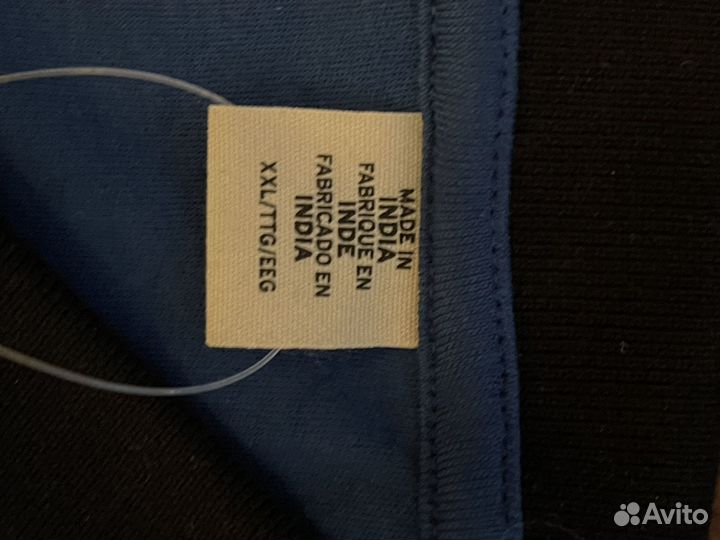 MADE IN
INDIA
FABRIQUE EN
INDE
FABRICADO EN
INDIA
XXL/TTG/EEG
Avito